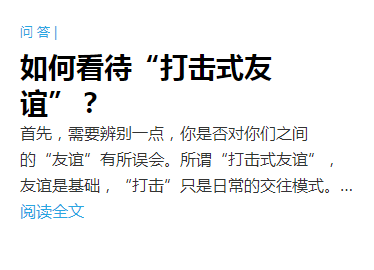 问 答 |
如何看待“打击式友
谊”？
首先，需要辨别一点，你是否对你们之间
的“友谊”有所误会。所谓“打击式友谊”，
友谊是基础，“打击”只是日常的交往模式。...
阅读全文